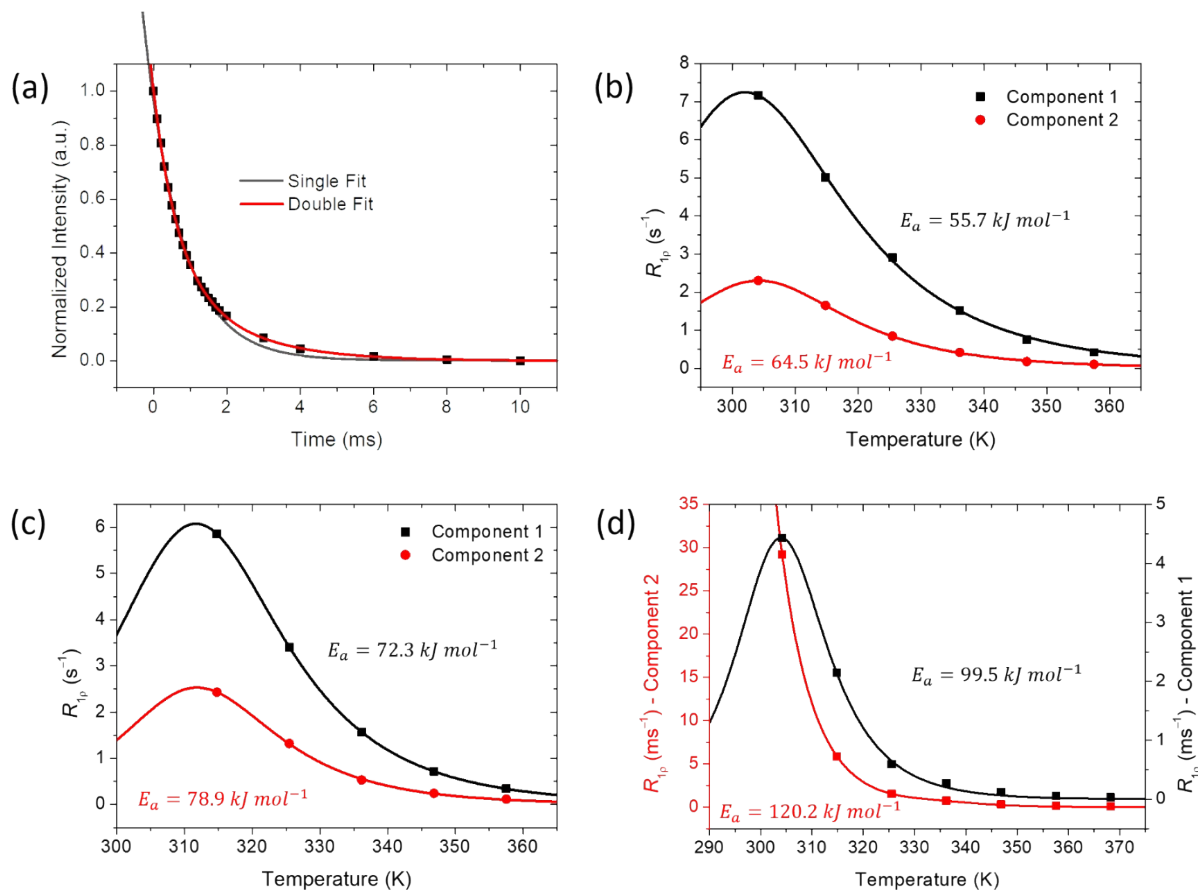 (a)
Normalized Intensity (a.u.)
1.0
0.8
0.6
0.4
0.2
0.0
Single Fit
Double Fit
0 2 4 6 8 10
Time (ms)
(b)
R1ρ (s⁻¹)
8
7
6
5
4
3
2
1
0
Component 1
Component 2
Eₐ = 55.7 kJ mol⁻¹
Eₐ = 64.5 kJ mol⁻¹
300 310 320 330 340 350 360
Temperature (K)
(c)
R1ρ (s⁻¹)
6
5
4
3
2
1
0
Component 1
Component 2
Eₐ = 72.3 kJ mol⁻¹
Eₐ = 78.9 kJ mol⁻¹
300 310 320 330 340 350 360
Temperature (K)
(d)
R1ρ (ms⁻¹) - Component 2
35
30
25
20
15
10
5
0
Eₐ = 99.5 kJ mol⁻¹
Eₐ = 120.2 kJ mol⁻¹
5
4
3
2
1
0
R1ρ (ms⁻¹) - Component 1
290 300 310 320 330 340 350 360 370
Temperature (K)